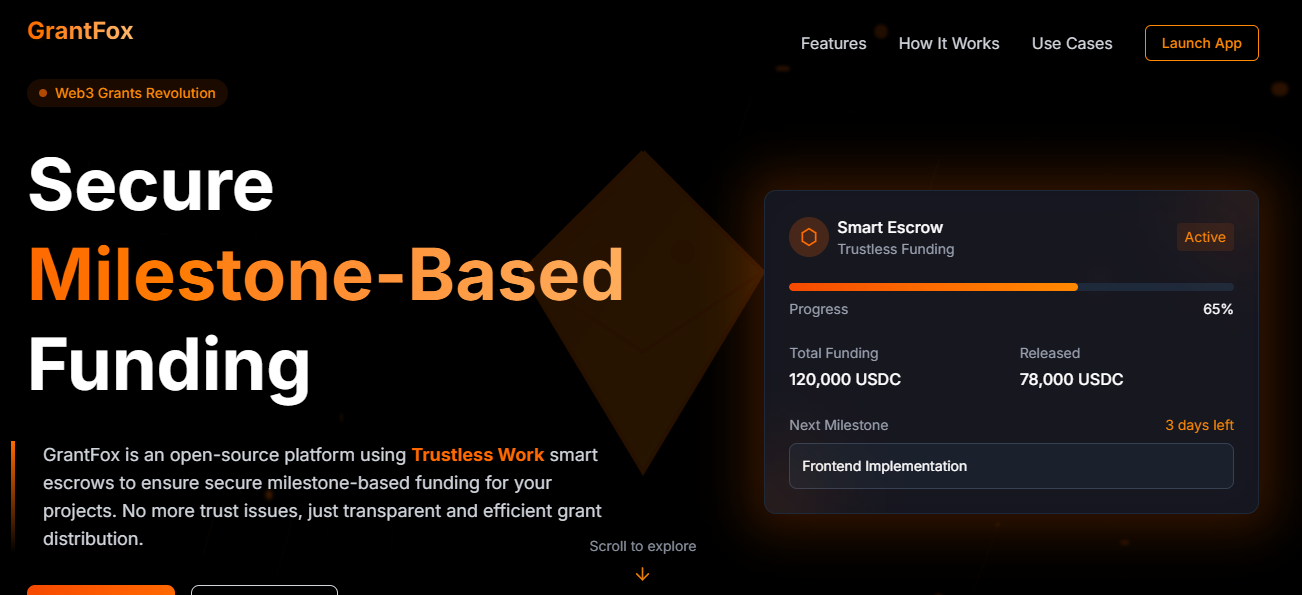 GrantFox
Features
How It Works
Use Cases
Launch App
Web3 Grants Revolution
Secure
Milestone-Based
Funding
GrantFox is an open-source platform using Trustless Work smart
escrows to ensure secure milestone-based funding for your
projects. No more trust issues, just transparent and efficient grant
distribution.
Scroll to explore
Smart Escrow
Trustless Funding
Active
Progress
65%
Total Funding
Released
120,000 USDC
78,000 USDC
Next Milestone
3 days left
Frontend Implementation